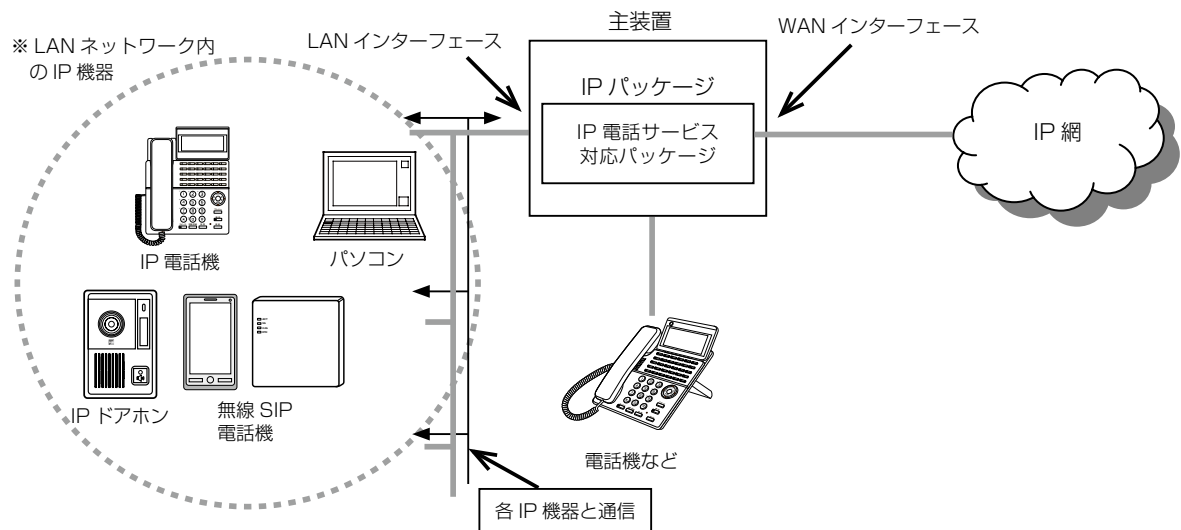 ※ LAN ネットワーク内
の IP 機器
LAN インターフェース
主装置
WAN インターフェース
IP パッケージ
IP 電話サービス
対応パッケージ
IP 網
IP 電話機
パソコン
IP ドアホン
無線 SIP
電話機
電話機など
各 IP 機器と通信